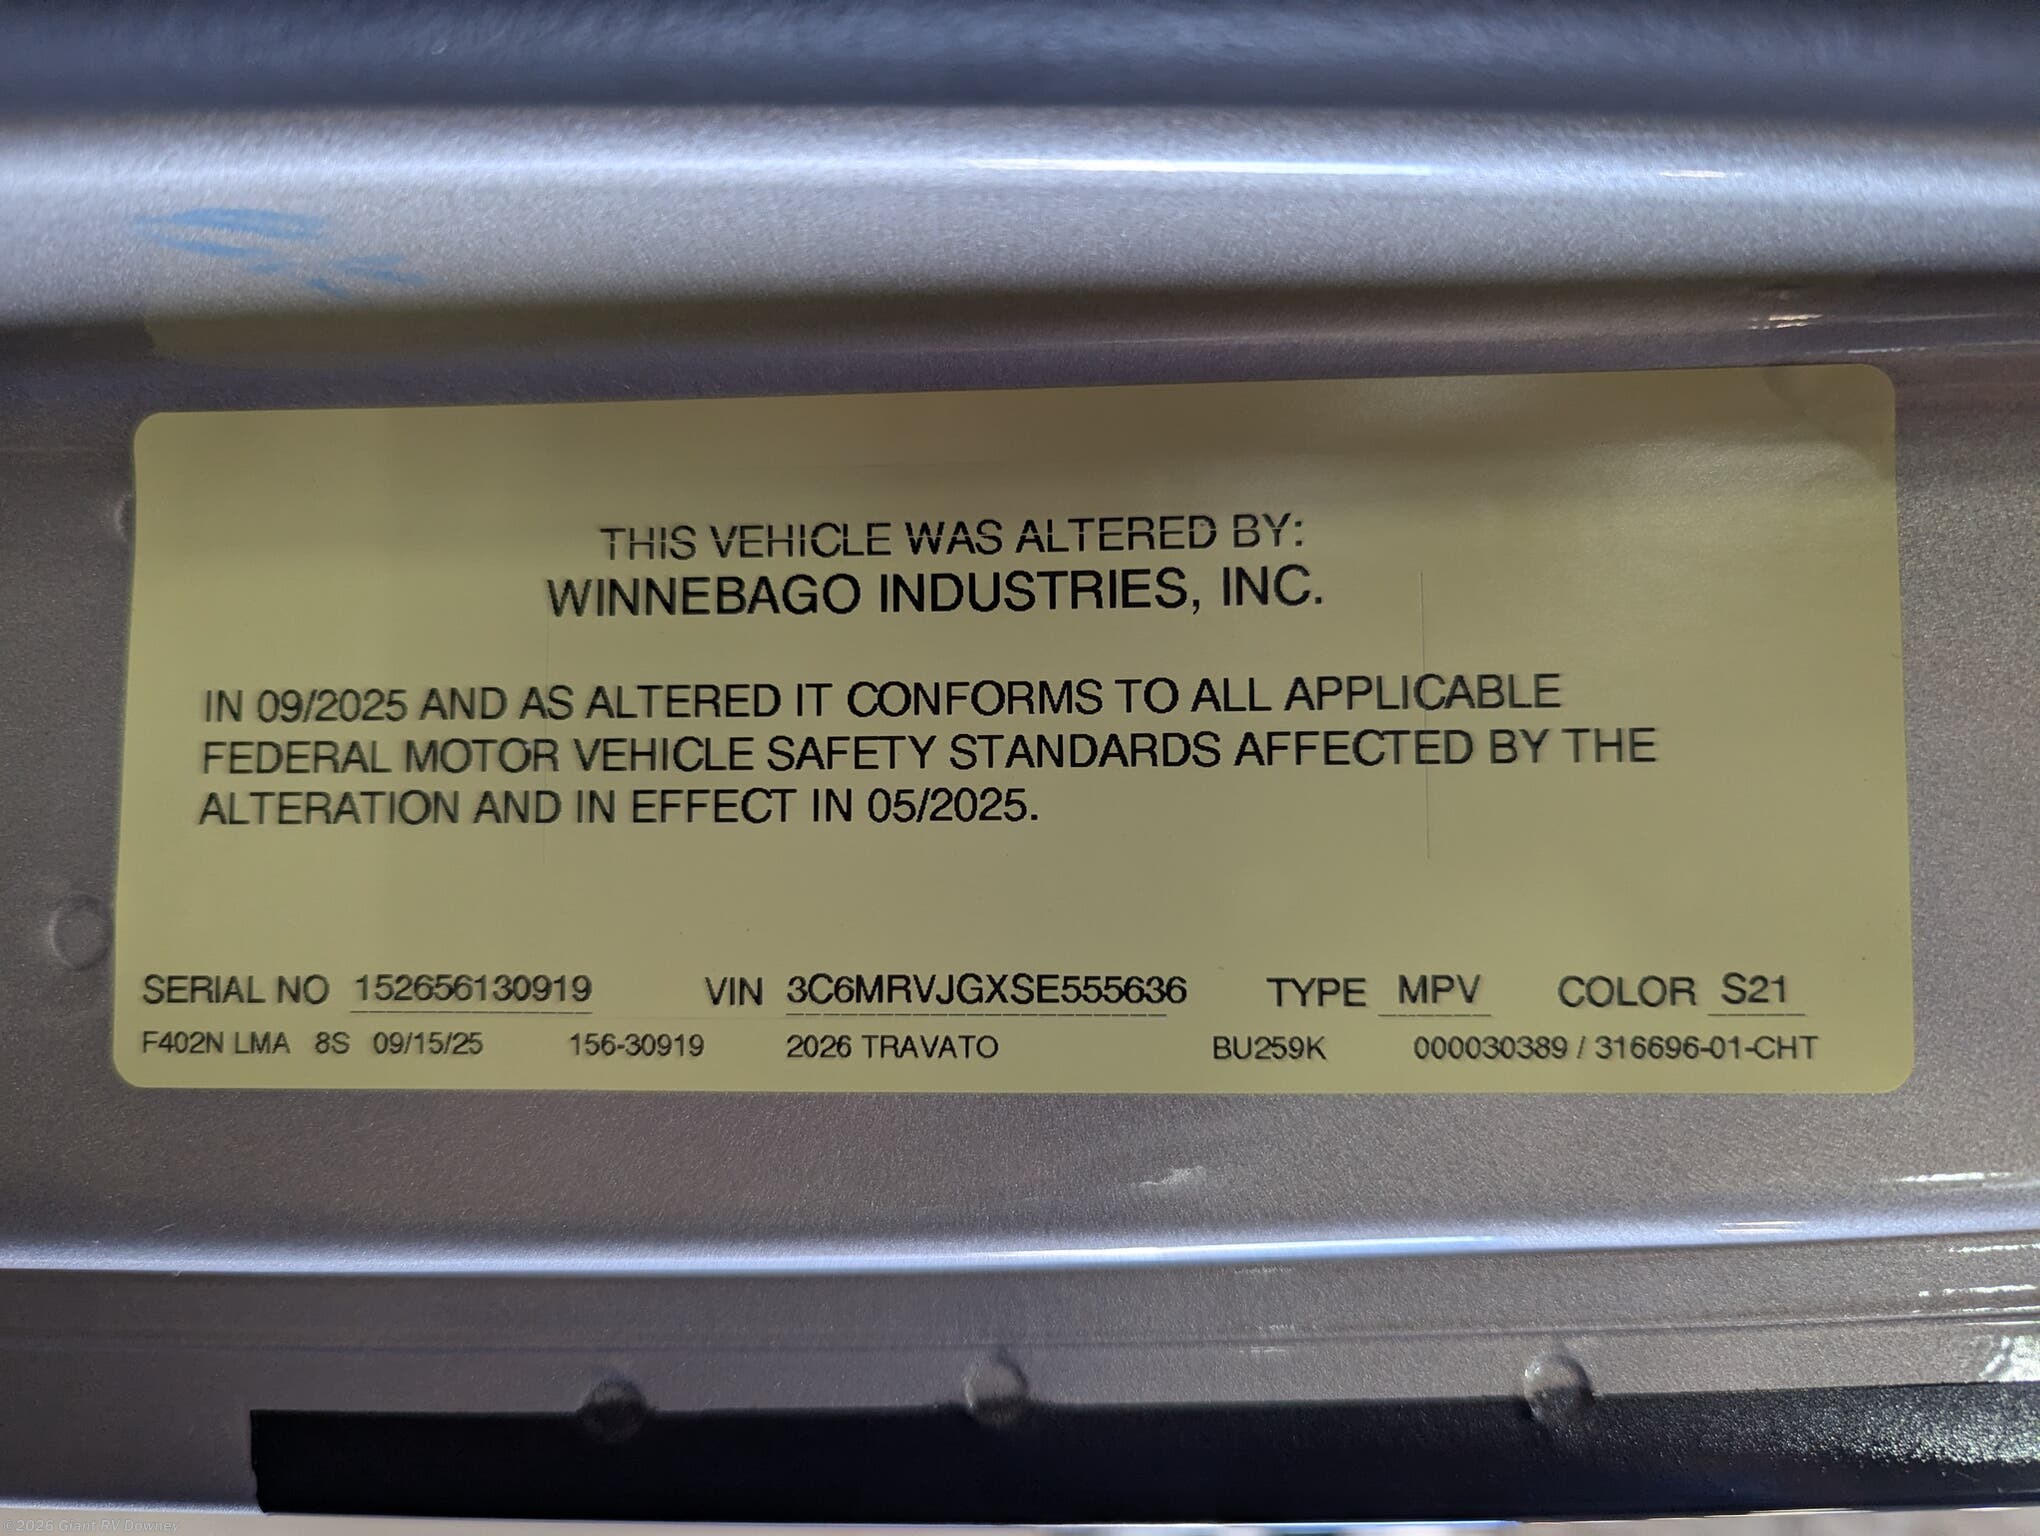 THIS VEHICLE WAS ALTERED BY:
WINNEBAGO INDUSTRIES, INC.
IN 09/2025 AND AS ALTERED IT CONFORMS TO ALL APPLICABLE
FEDERAL MOTOR VEHICLE SAFETY STANDARDS AFFECTED BY THE
ALTERATION AND IN EFFECT IN 05/2025.
SERIAL NO 152656130919 VIN 3C6MRVJGXSE555636 TYPE MPV COLOR S21
F402N LMA 8S 09/15/25 156-30919 2026 TRAVATO BU259K 000030389 / 316696-01-CHT
©2026 Giant RV Downey